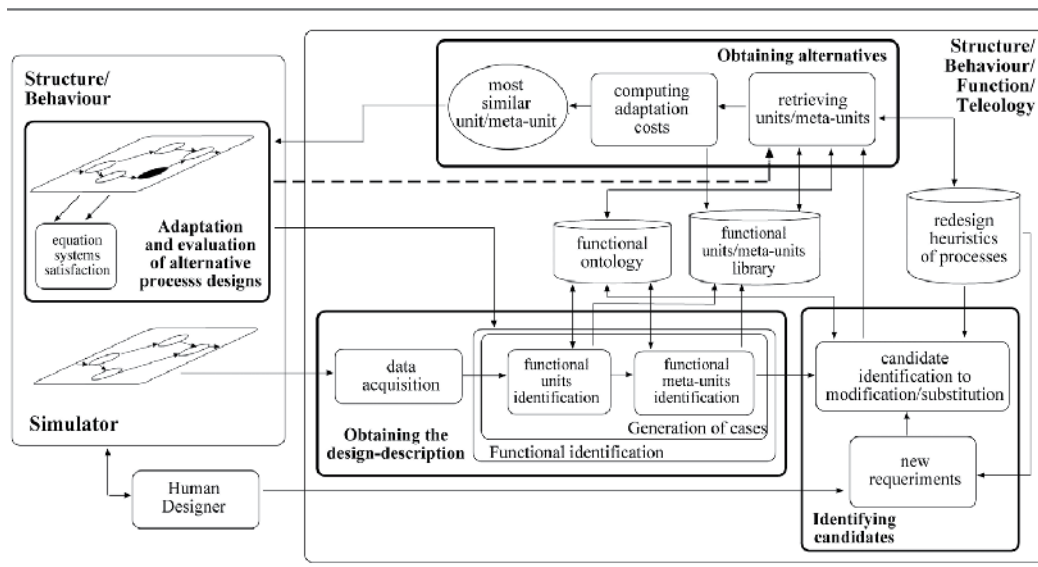 Structure/
Behaviour
Adaptation
and evaluation
of alternative
processs designs
equation
systems
satisfaction
Simulator
Human
Designer
Obtaining alternatives
most
similar
unit/meta-unit
computing
adaptation
costs
retrieving
units/meta-units
Structure/
Behaviour/
Function/
Teleology
functional
ontology
functional
units/meta-units
library
redesign
heuristics
of processes
data
acquisition
functional
units
identification
functional
meta-units
identification
Generation of cases
Functional identification
Obtaining the
design-description
candidate
identification to
modification/substitution
new
requeriments
Identifying
candidates